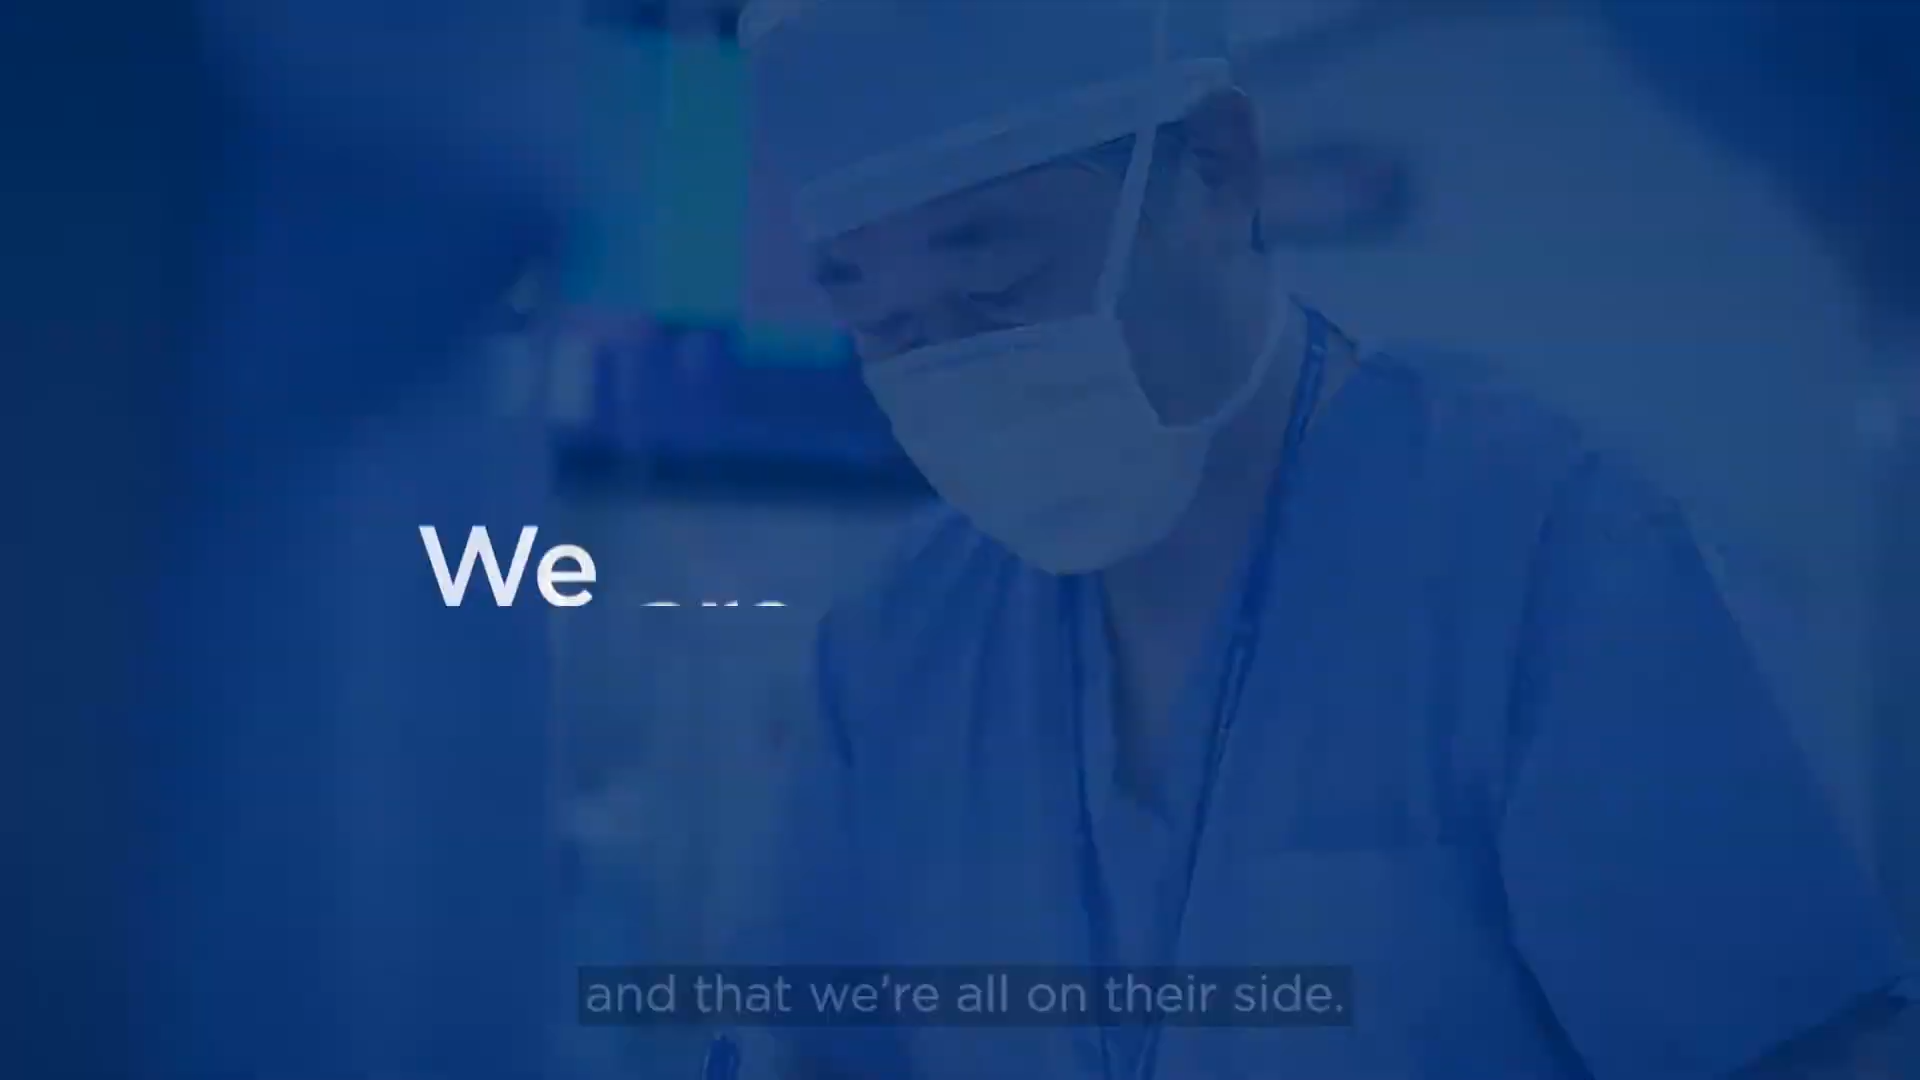 We
and that we're all on their side.